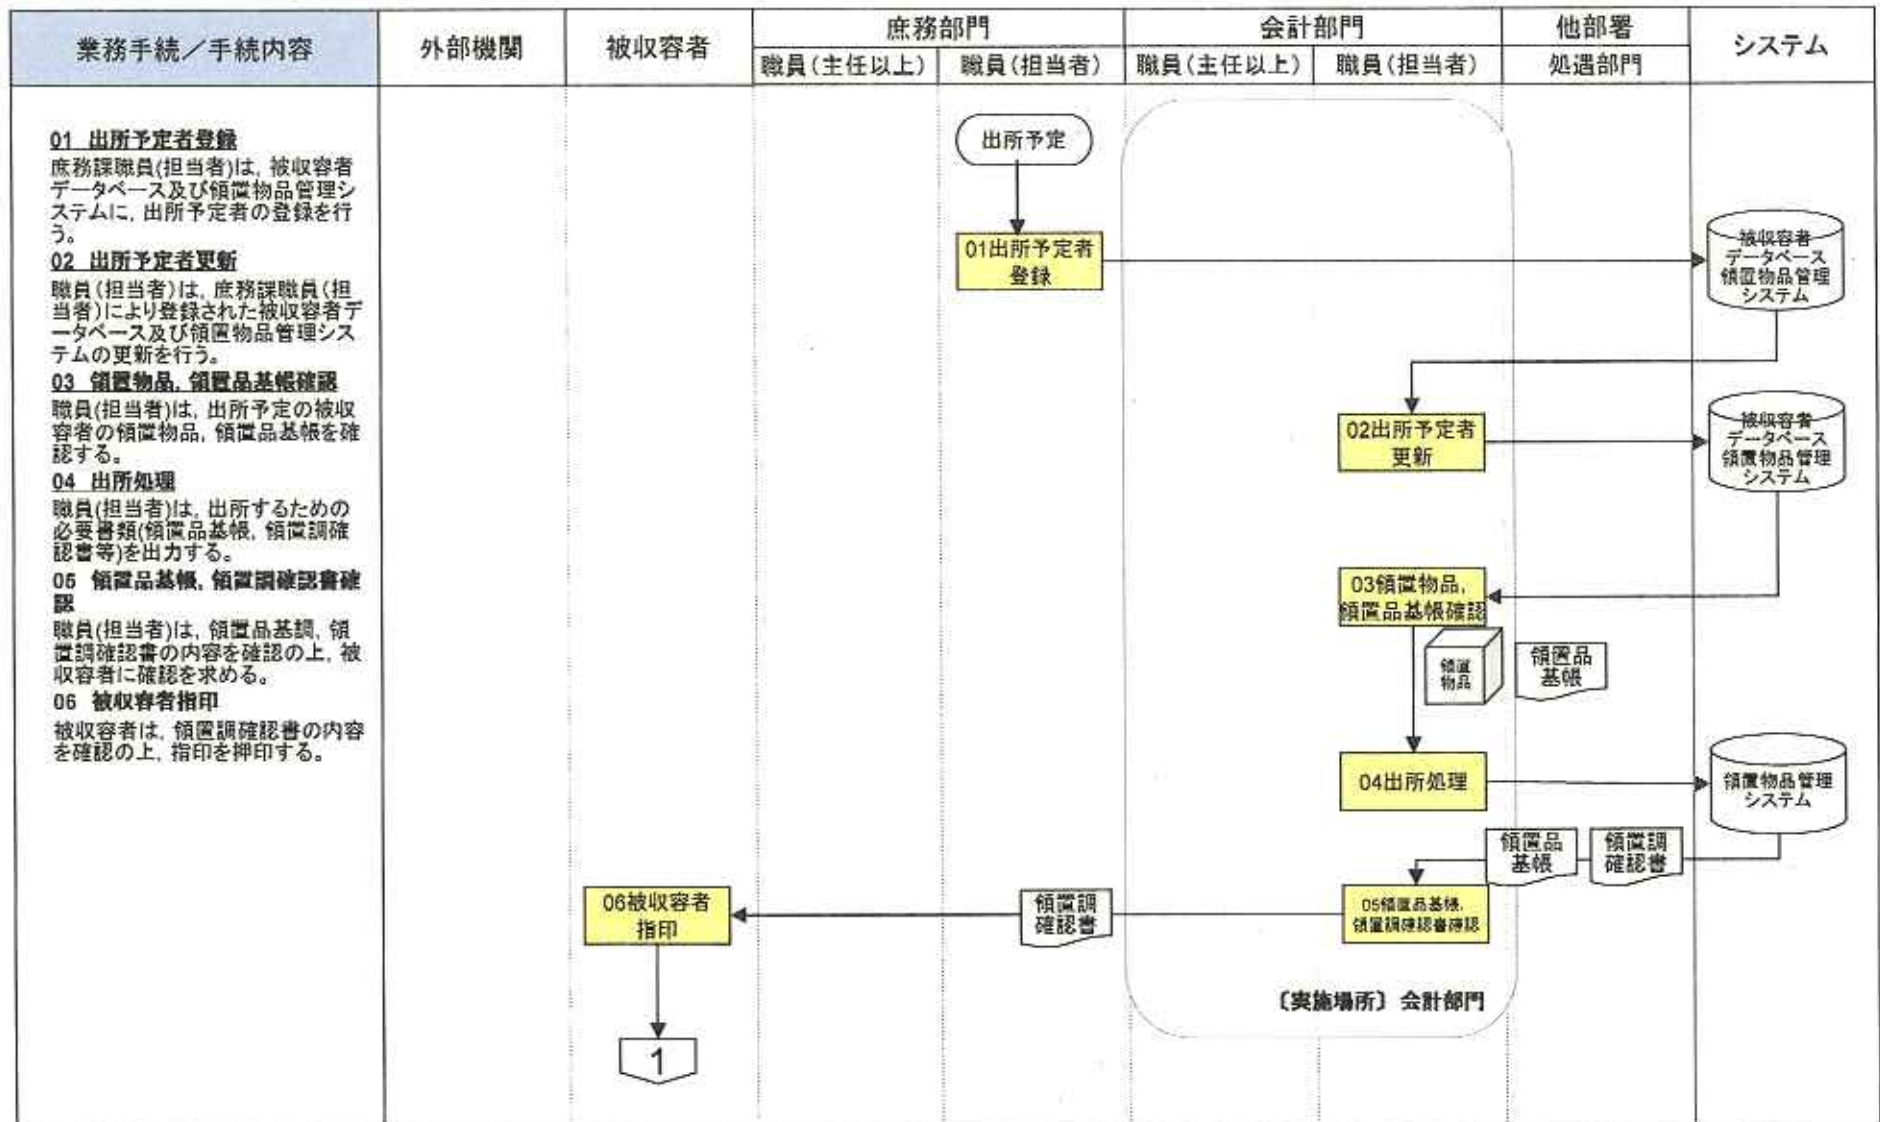 業務手続／手続内容
外部機関
被収容者
庶務部門
職員(主任以上)
職員(担当者)
会計部門
職員(主任以上)
職員(担当者)
他部署
処遇部門
システム
01 出所予定者登録
庶務課職員(担当者)は, 被収容者
データベース及び領置物品管理シ
ステムに, 出所予定者の登録を行
う。
02 出所予定者更新
職員(担当者)は, 庶務課職員(担
当者)により登録された被収容者デ
ータベース及び領置物品管理シス
テムの更新を行う。
03 領置物品, 領置品基帳確認
職員(担当者)は, 出所予定の被収
容者の領置物品, 領置品基帳を確
認する。
04 出所処理
職員(担当者)は, 出所するための
必要書類(領置品基帳, 領置調確
認書等)を出力する。
05 領置品基帳, 領置調確認書確
認
職員(担当者)は, 領置品基調, 領
置調確認書の内容を確認の上, 被
収容者に確認を求める。
06 被収容者指印
被収容者は, 領置調確認書の内容
を確認の上, 指印を押印する。
出所予定
01出所予定者
登録
被収容者
データベース
領置物品管理
システム
02出所予定者
更新
被収容者
データベース
領置物品管理
システム
03領置物品,
領置品基帳確認
領置
物品
領置品
基帳
04出所処理
領置物品管理
システム
領置品
基帳
領置調
確認書
05領置品基帳,
領置調確認書確認
領置調
確認書
06被収容者
指印
〔実施場所〕 会計部門
1